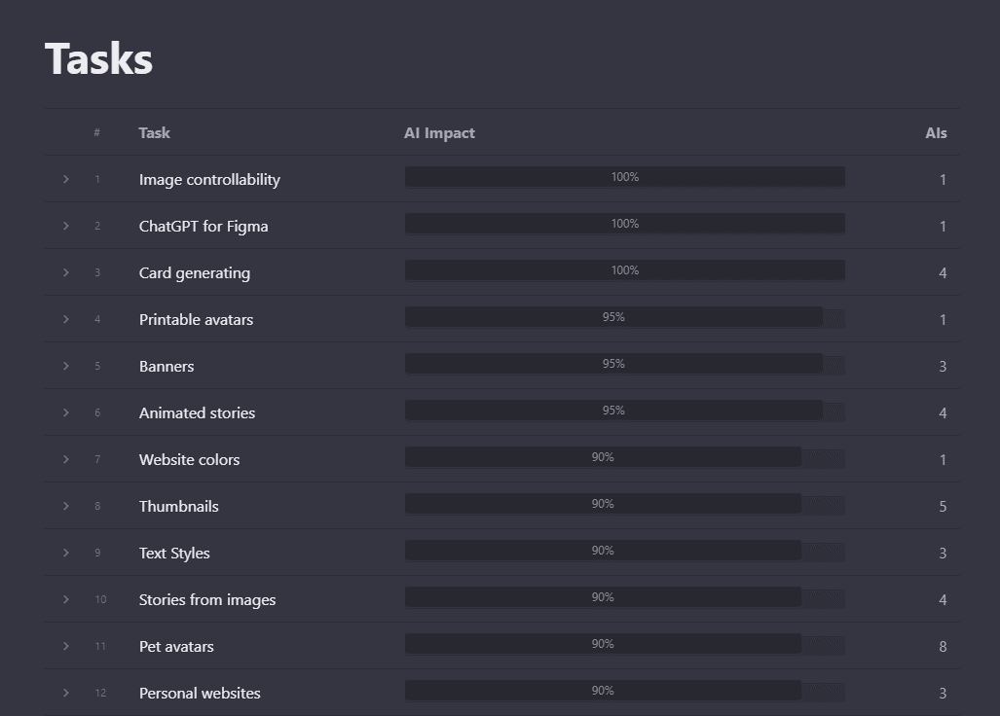 Tasks
# Task AI Impact AIs
1 Image controllability 100% 1
2 ChatGPT for Figma 100% 1
3 Card generating 100% 4
4 Printable avatars 95% 1
5 Banners 95% 3
6 Animated stories 95% 4
7 Website colors 90% 1
8 Thumbnails 90% 5
9 Text Styles 90% 3
10 Stories from images 90% 4
11 Pet avatars 90% 8
12 Personal websites 90% 3